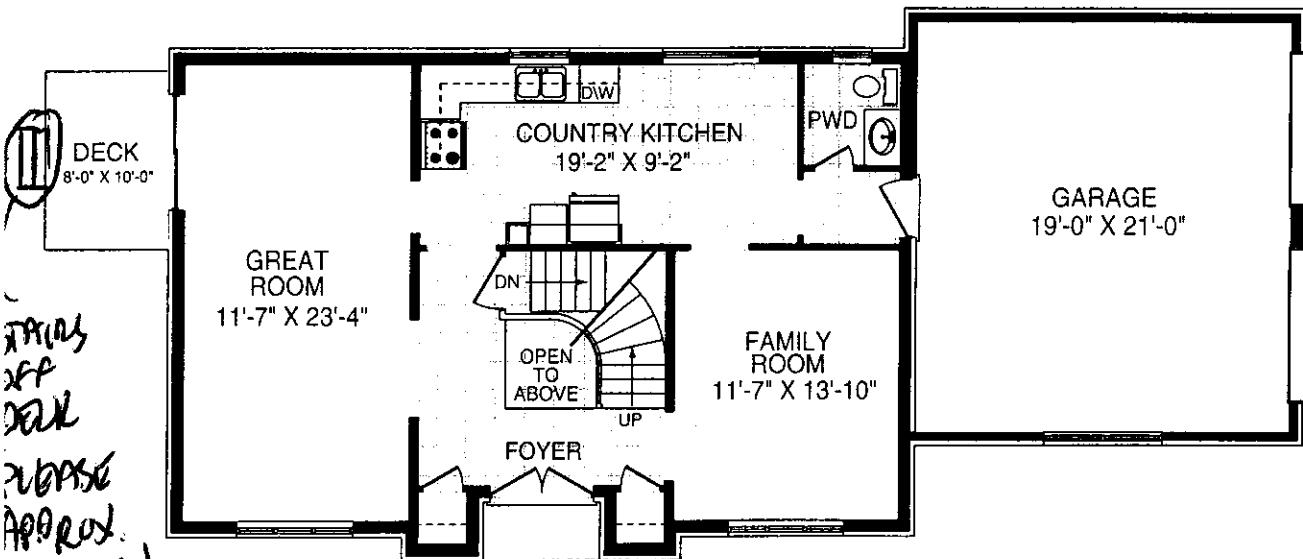 DECK
8'-0" X 10'-0"
GREAT
ROOM
11'-7" X 23'-4"
D\W
COUNTRY KITCHEN
19'-2" X 9'-2"
PWD
GARAGE
19'-0" X 21'-0"
DN
OPEN
TO
ABOVE
UP
FAMILY
ROOM
11'-7" X 13'-10"
FOYER
STAIRS
OFF
DECK
PLEASE
APPROX.